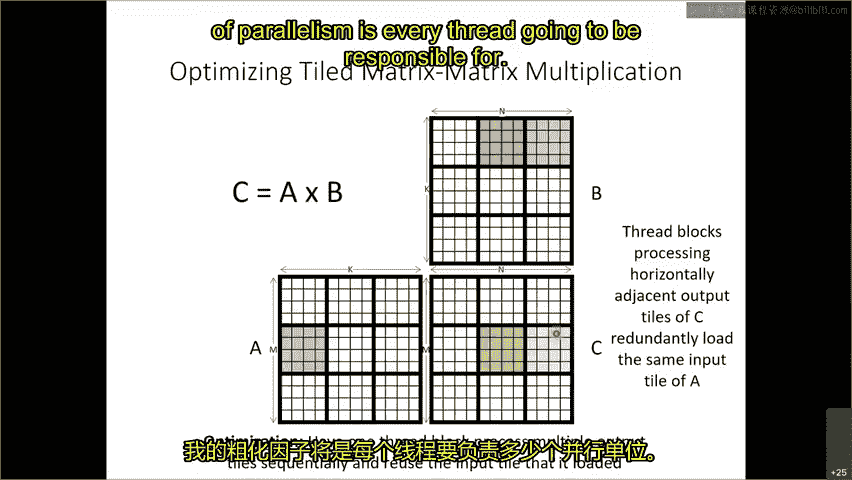 of parallelism is every thread going to be
responsible for.
Optimizing Tiled Matrix-Matrix Multiplication
N
C = A x B
K
B
Thread blocks
processing
horizontally
adjacent output
tiles of C
redundantly load
the same input
tile of A
K
N
A
M
M
C
我的粗化因子将是每个线程要负责多少个并行单位。
tiles sequentially and reuse the input tile that it loaded
+25